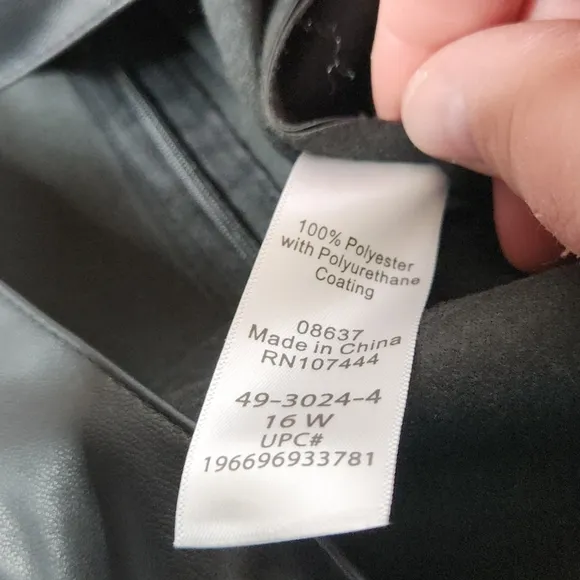 100% Polyester
with Polyurethane
Coating
08637
Made in China
RN107444
49-3024-4
16 W
UPC#
196696933781